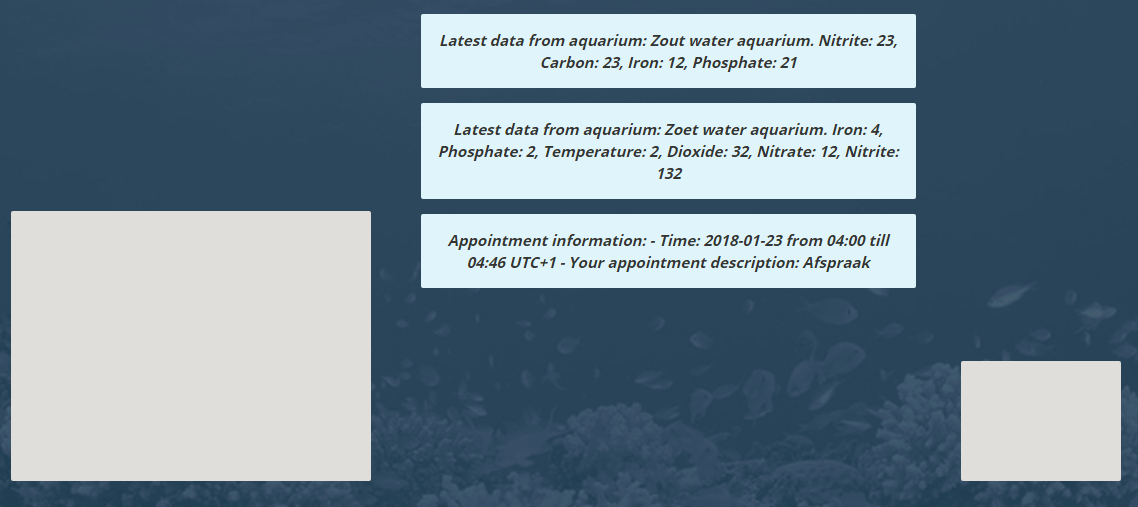 Latest data from aquarium: Zout water aquarium. Nitrite: 23,
Carbon: 23, Iron: 12, Phosphate: 21
Latest data from aquarium: Zoet water aquarium. Iron: 4,
Phosphate: 2, Temperature: 2, Dioxide: 32, Nitrate: 12, Nitrite:
132
Appointment information: - Time: 2018-01-23 from 04:00 till
04:46 UTC+1 - Your appointment description: Afspraak